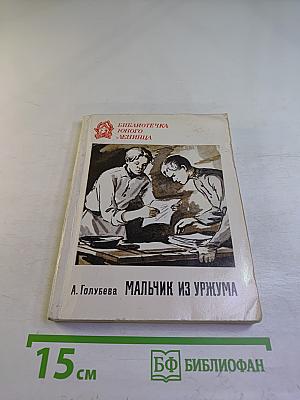 БИБЛИОТЕЧКА
ЮНОГО
ЛЕНИНЦА
А. Голубева МАЛЬЧИК ИЗ УРЖУМА
15 см
БФ БИБЛИОФАН